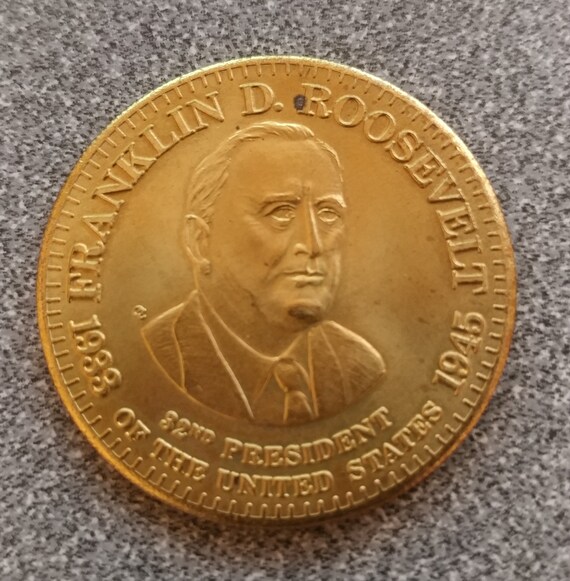 FRANKLIN D. ROOSEVELT
1933 1945
32ND PRESIDENT
OF THE UNITED STATES